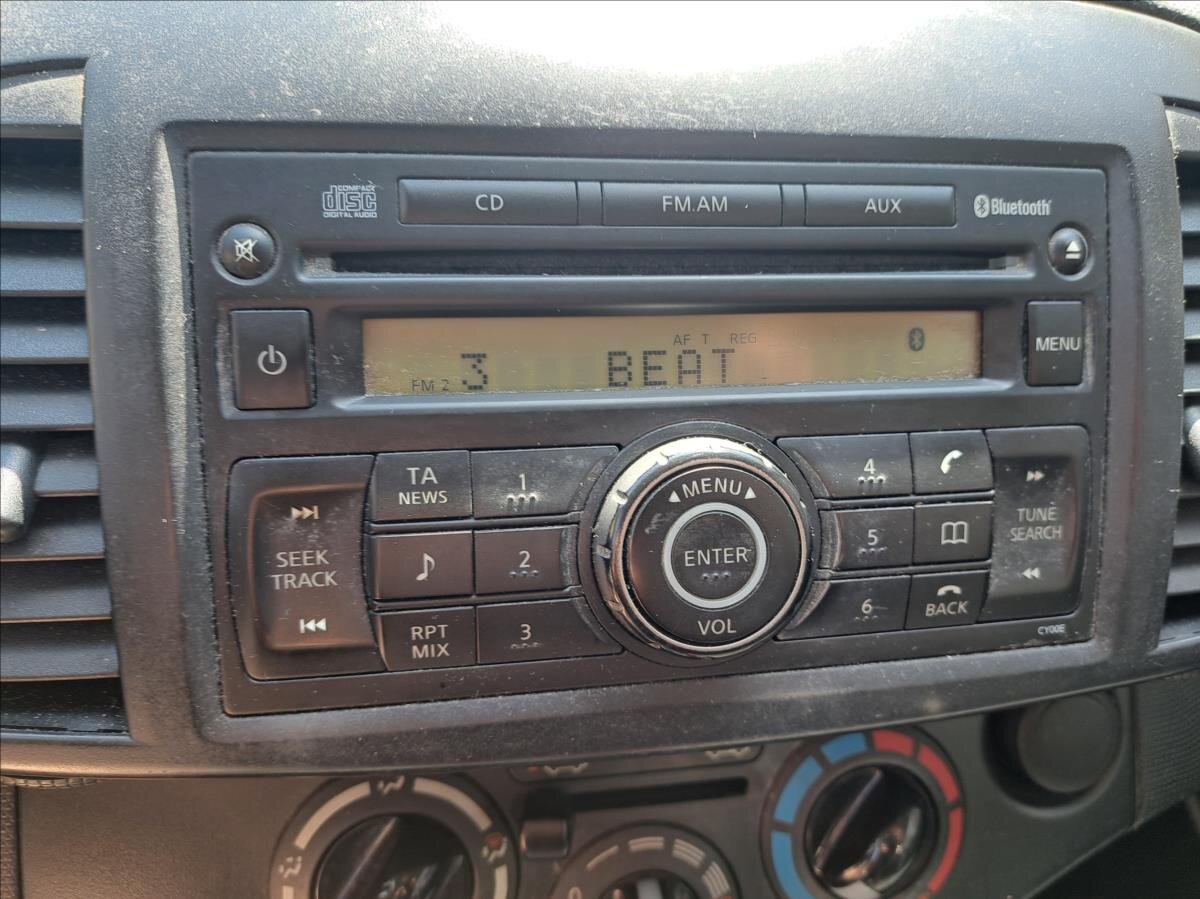 COMPACT
disc
DIGITAL AUDIO
CD
FM.AM
AUX
Bluetooth
AF T REG
FM 2 3 BEAT
MENU
TA
NEWS
1
SEEK
TRACK
2
RPT
MIX
3
MENU
ENTER
VOL
4
5
6
BACK
TUNE
SEARCH
CY00E